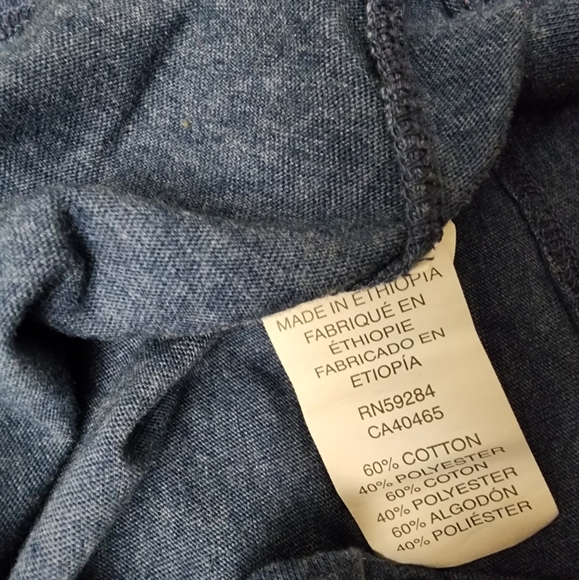 MADE IN ETHIOPIA
FABRIQUÉ EN
ÉTHIOPIE
FABRICADO EN
ETIOPÍA
RN59284
CA40465
60% COTTON
40% POLYESTER
60% COTON
40% POLYESTER
60% ALGODÓN
40% POLIÉSTER